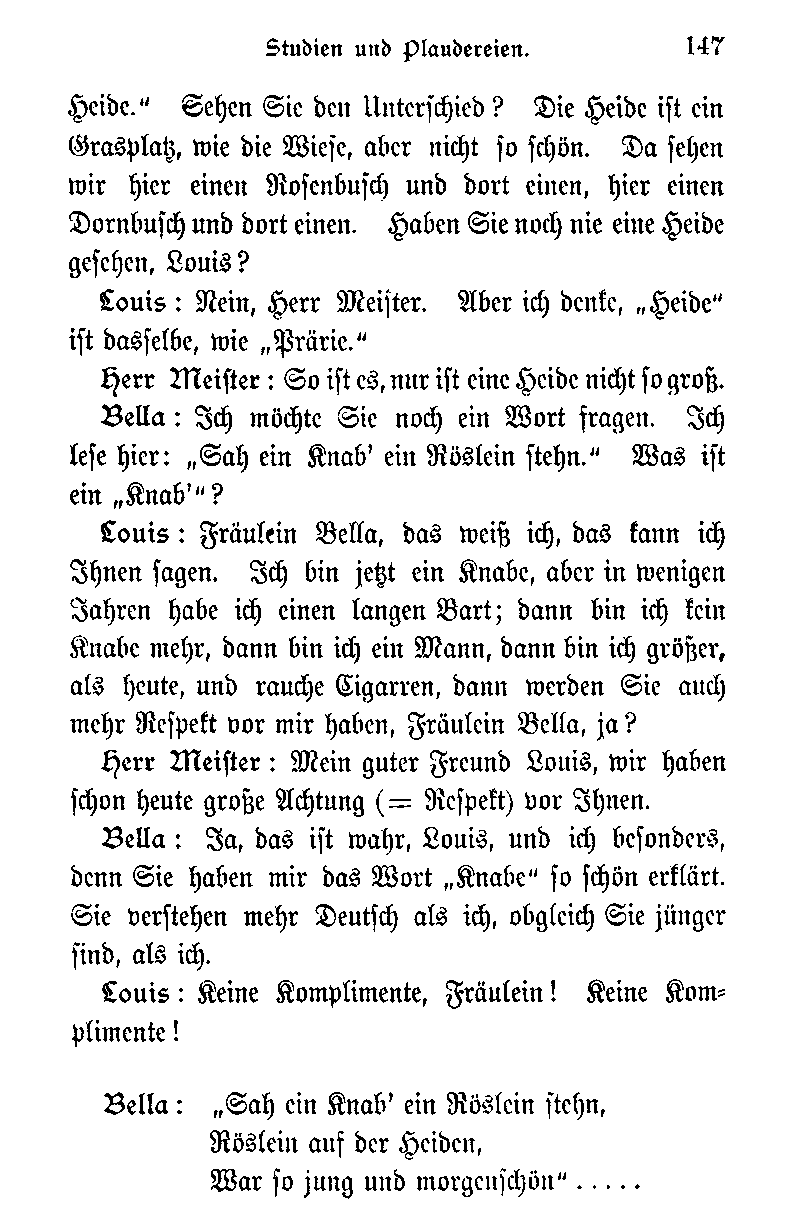 Studien und Plaudereien. 147
Heide.“ Sehen Sie den Unterschied? Die Heide ist ein
Grasplatz, wie die Wiese, aber nicht so schön. Da sehen
wir hier einen Rosenbusch und dort einen, hier einen
Dornbusch und dort einen. Haben Sie noch nie eine Heide
gesehen, Louis?
Louis: Nein, Herr Meister. Aber ich denke, „Heide“
ist dasselbe, wie „Prärie.“
Herr Meister: So ist es, nur ist eine Heide nicht so groß.
Bella: Ich möchte Sie noch ein Wort fragen. Ich
lese hier: „Sah ein Knab’ ein Röslein stehn.“ Was ist
ein „Knab’“?
Louis: Fräulein Bella, das weiß ich, das kann ich
Ihnen sagen. Ich bin jetzt ein Knabe, aber in wenigen
Jahren habe ich einen langen Bart; dann bin ich kein
Knabe mehr, dann bin ich ein Mann, dann bin ich größer,
als heute, und rauche Cigarren, dann werden Sie auch
mehr Respekt vor mir haben, Fräulein Bella, ja?
Herr Meister: Mein guter Freund Louis, wir haben
schon heute große Achtung (= Respekt) vor Ihnen.
Bella: Ja, das ist wahr, Louis, und ich besonders,
denn Sie haben mir das Wort „Knabe“ so schön erklärt.
Sie verstehen mehr Deutsch als ich, obgleich Sie jünger
sind, als ich.
Louis: Keine Komplimente, Fräulein! Keine Kom-
plimente!
Bella: „Sah ein Knab’ ein Röslein stehn,
Röslein auf der Heiden,
War so jung und morgenschön“ . . . . .